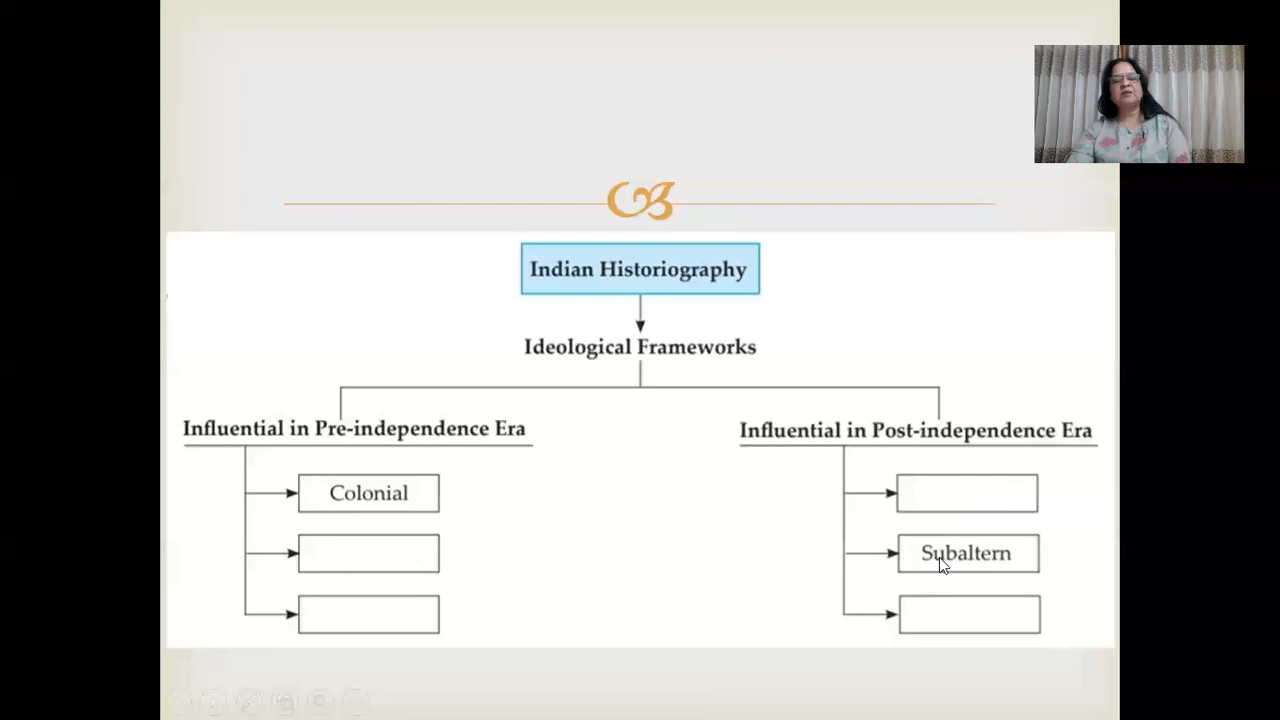 Indian Historiography
Ideological Frameworks
Influential in Pre-independence Era
Colonial
Influential in Post-independence Era
Subaltern